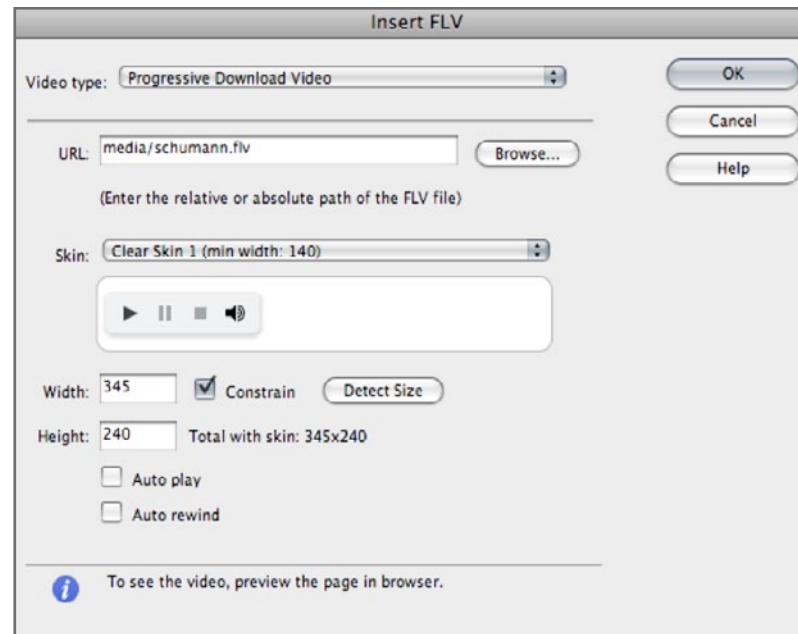 Insert FLV
Video type: Progressive Download Video
OK
Cancel
Help
URL: media/schumann.flv Browse...
(Enter the relative or absolute path of the FLV file)
Skin: Clear Skin 1 (min width: 140)
Width: 345 Constrain Detect Size
Height: 240 Total with skin: 345x240
Auto play
Auto rewind
To see the video, preview the page in browser.